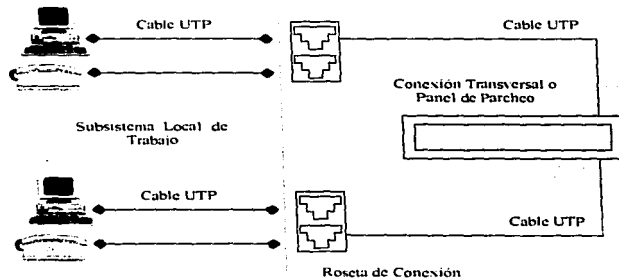 Cable UTP
Cable UTP
Conexión Transversal o
Panel de Parcheo
Subsistema Local de
Trabajo
Cable UTP
Cable UTP
Roseta de Conexión